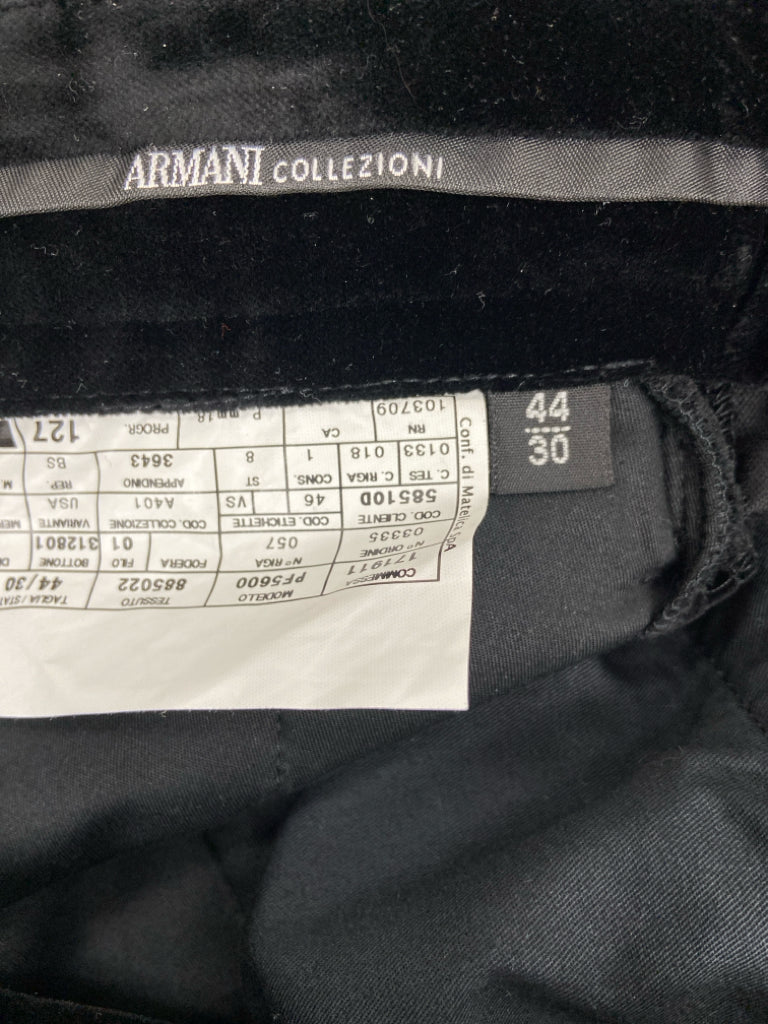 ARMANI COLLEZIONI
44
30
COMMESSA MODELLO TESSUTO
171911 PF5600 885022 44/30
N° ORDINE N° RIGA FODERA FILO BOTTONE
03335 057 01 312801
COD. CLIENTE COD. ETICHETTE COD. COLLEZIONE VARIANTE
58510D 46 VS A401 USA
C. TES C. RIGA CONS. ST APPENDINO REP.
0133 018 1 8 3643 BS
RN CA PROGR.
103709 127
Conf. di Matelica SpA